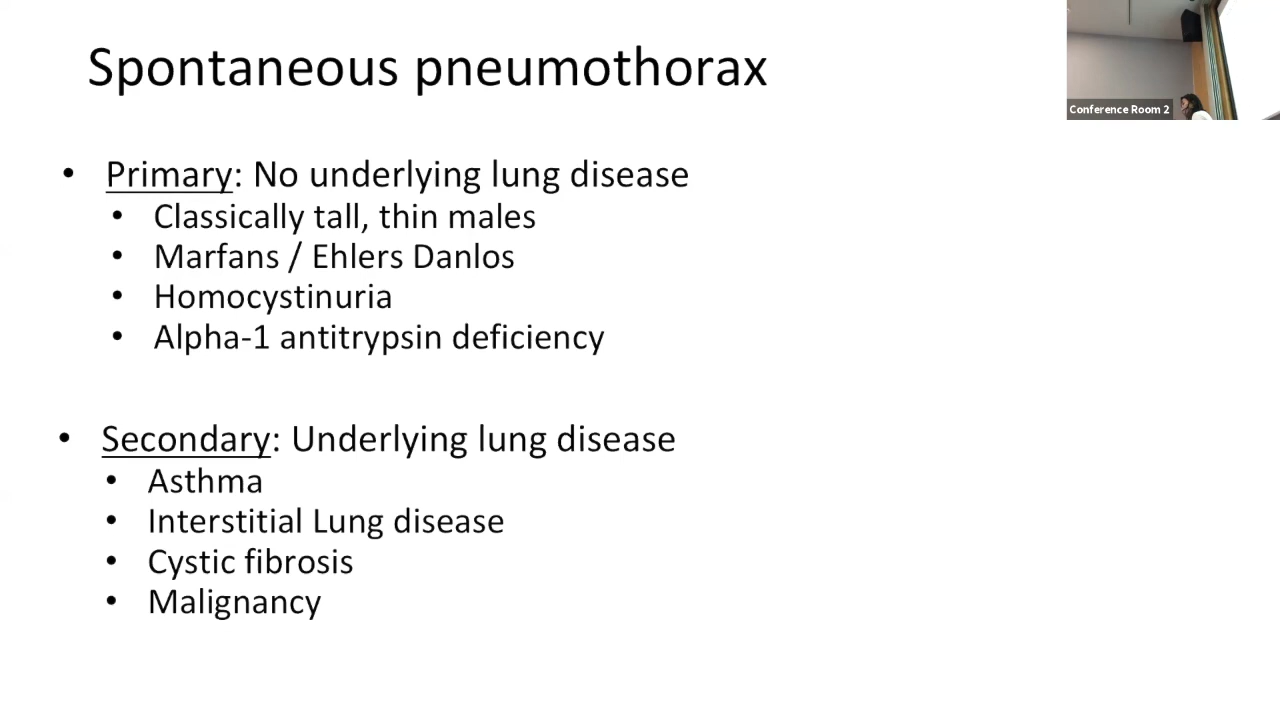 Spontaneous pneumothorax
Conference Room 2
• Primary: No underlying lung disease
• Classically tall, thin males
• Marfans / Ehlers Danlos
• Homocystinuria
• Alpha-1 antitrypsin deficiency
• Secondary: Underlying lung disease
• Asthma
• Interstitial Lung disease
• Cystic fibrosis
• Malignancy